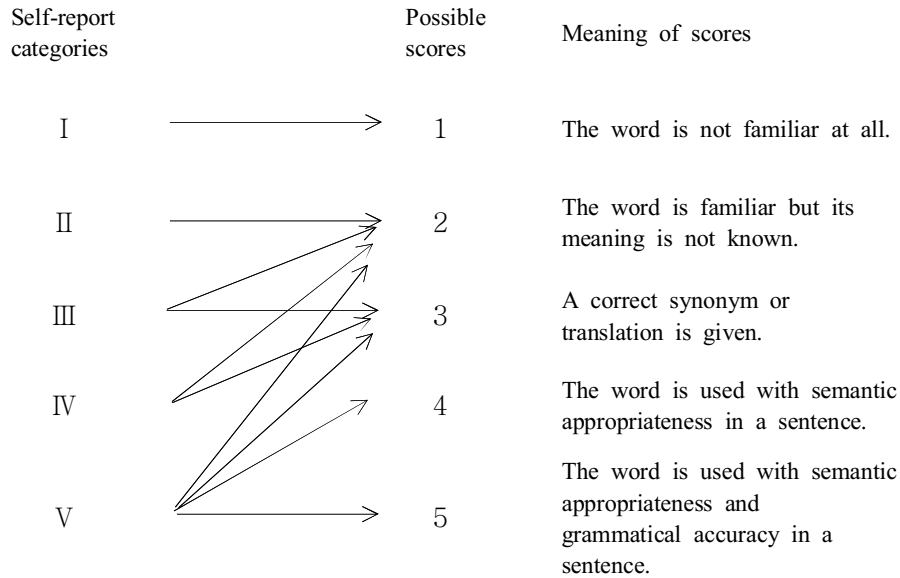 Self-report categories
Possible scores
Meaning of scores
Ⅰ
1
The word is not familiar at all.
Ⅱ
2
The word is familiar but its
meaning is not known.
Ⅲ
3
A correct synonym or
translation is given.
Ⅳ
4
The word is used with semantic
appropriateness in a sentence.
Ⅴ
5
The word is used with semantic
appropriateness and
grammatical accuracy in a
sentence.